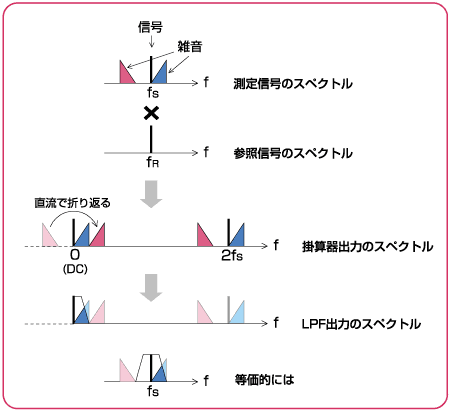 信号
雑音
f
fs
測定信号のスペクトル
×
f
fR
参照信号のスペクトル
直流で折り返る
f
0
(DC)
2fs
掛算器出力のスペクトル
f
LPF出力のスペクトル
f
fs
等価的には